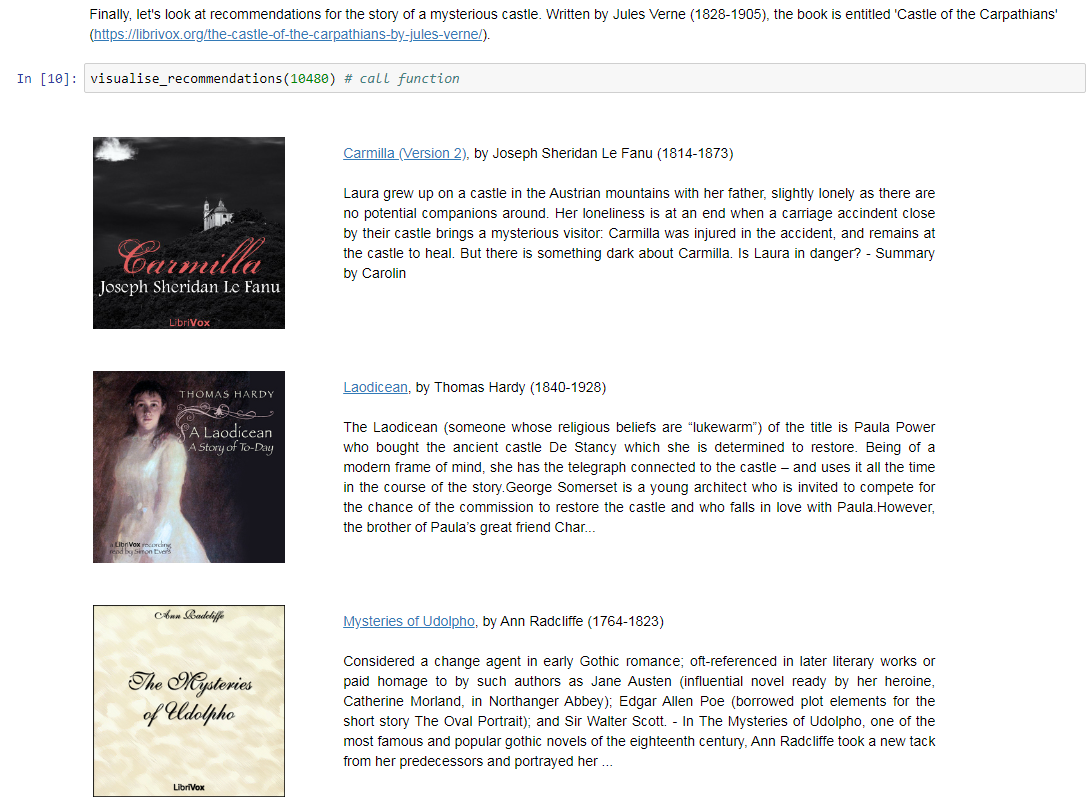 Finally, let's look at recommendations for the story of a mysterious castle. Written by Jules Verne (1828-1905), the book is entitled 'Castle of the Carpathians'
(https://librivox.org/the-castle-of-the-carpathians-by-jules-verne/).
In [10]: visualise_recommendations(10480) # call function
Carmilla
Joseph Sheridan Le Fanu
LibriVox
Carmilla (Version 2), by Joseph Sheridan Le Fanu (1814-1873)
Laura grew up on a castle in the Austrian mountains with her father, slightly lonely as there are
no potential companions around. Her loneliness is at an end when a carriage accindent close
by their castle brings a mysterious visitor: Carmilla was injured in the accident, and remains at
the castle to heal. But there is something dark about Carmilla. Is Laura in danger? - Summary
by Carolin
THOMAS HARDY
A Laodicean
A Story of To-Day
a LibriVox recording
read by Simon Evers
Laodicean, by Thomas Hardy (1840-1928)
The Laodicean (someone whose religious beliefs are “lukewarm”) of the title is Paula Power
who bought the ancient castle De Stancy which she is determined to restore. Being of a
modern frame of mind, she has the telegraph connected to the castle – and uses it all the time
in the course of the story.George Somerset is a young architect who is invited to compete for
the chance of the commission to restore the castle and who falls in love with Paula.However,
the brother of Paula’s great friend Char...
Ann Radcliffe
The Mysteries
of Udolpho
LibriVox
Mysteries of Udolpho, by Ann Radcliffe (1764-1823)
Considered a change agent in early Gothic romance; oft-referenced in later literary works or
paid homage to by such authors as Jane Austen (influential novel ready by her heroine,
Catherine Morland, in Northanger Abbey); Edgar Allen Poe (borrowed plot elements for the
short story The Oval Portrait); and Sir Walter Scott. - In The Mysteries of Udolpho, one of the
most famous and popular gothic novels of the eighteenth century, Ann Radcliffe took a new tack
from her predecessors and portrayed her ...